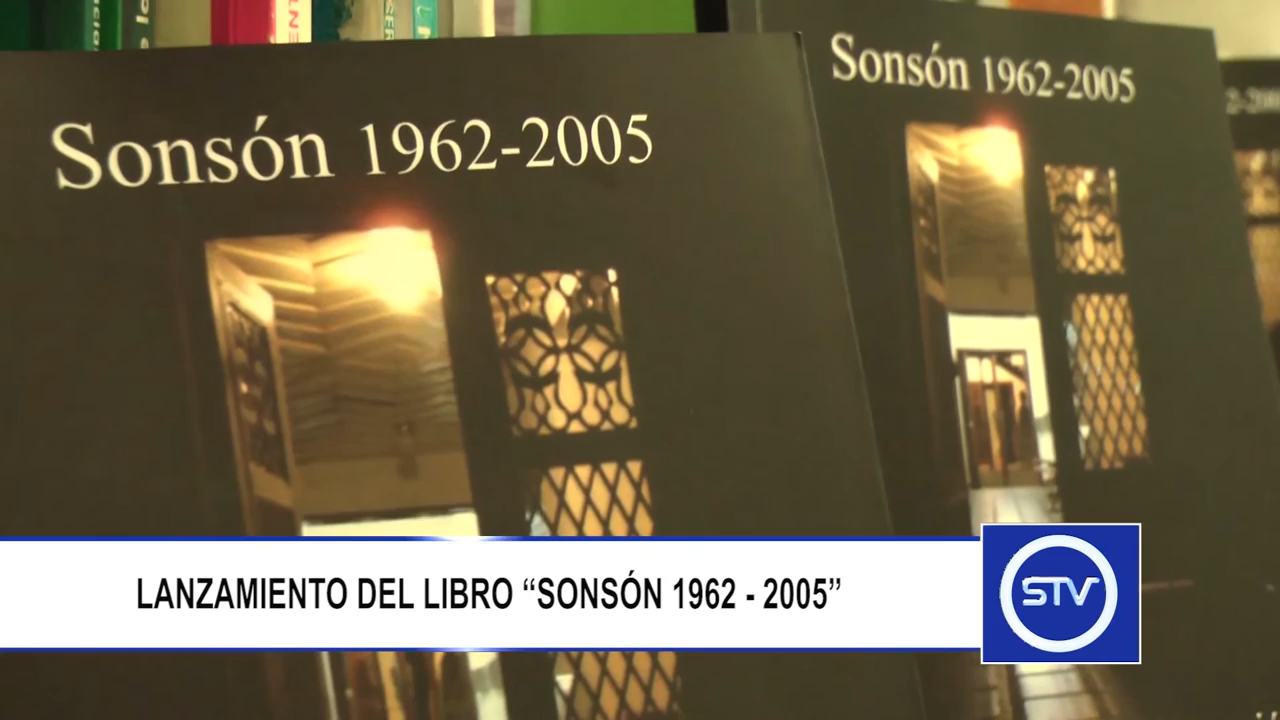 Sonsón 1962-2005
Sonsón 1962-2005
LANZAMIENTO DEL LIBRO “SONSÓN 1962 - 2005”
STV